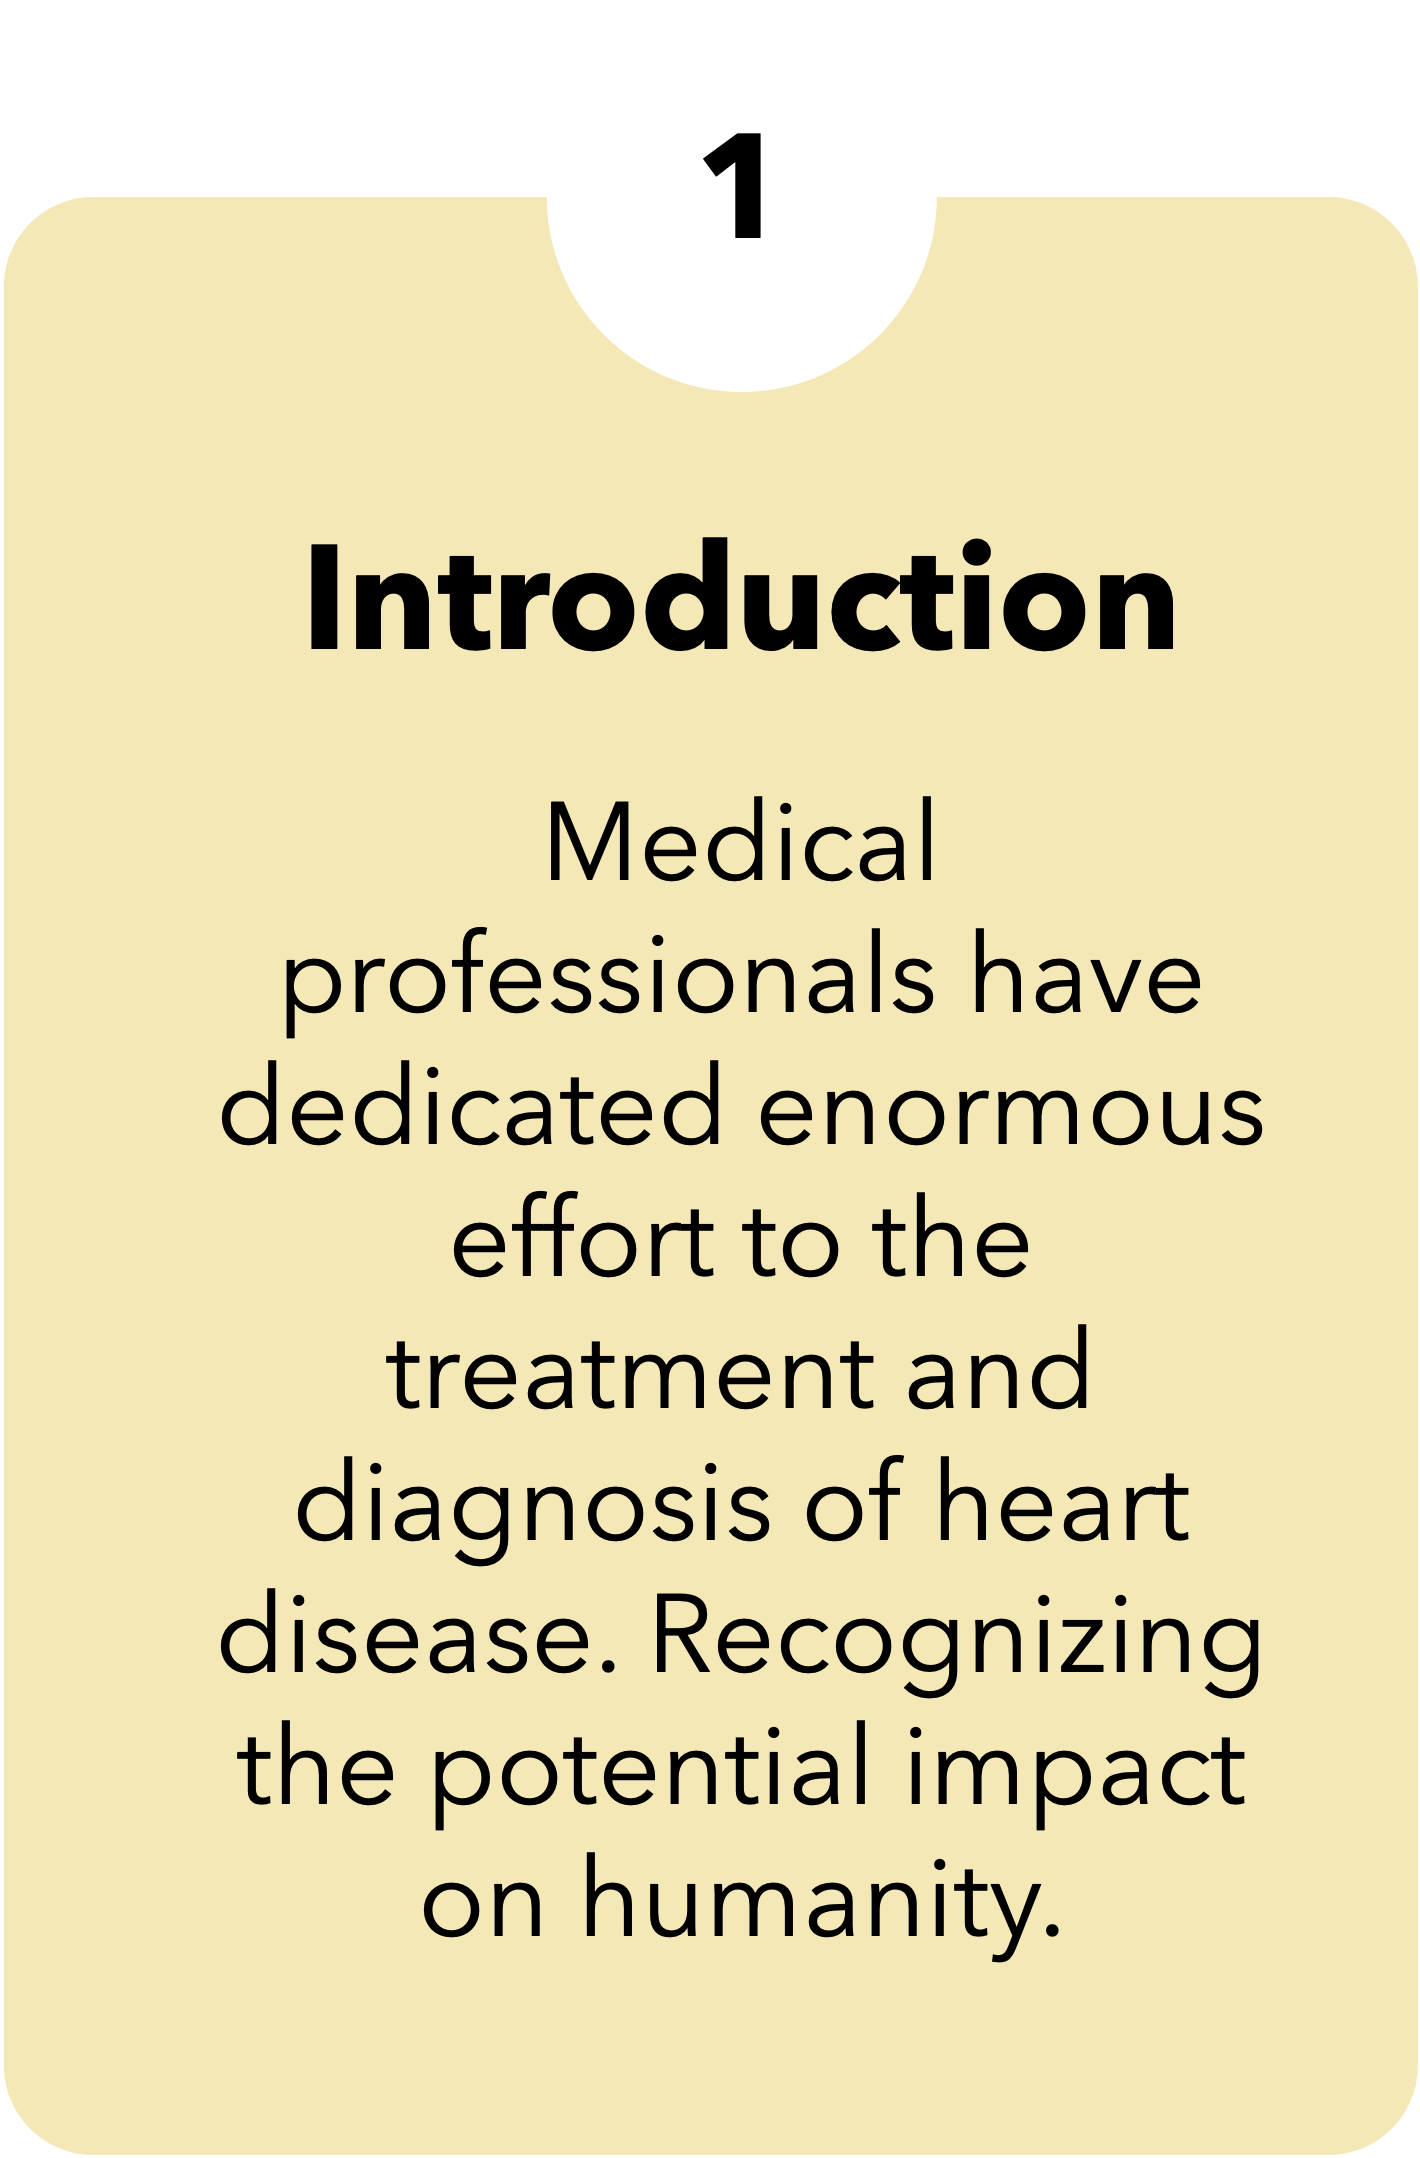 1
Introduction
Medical
professionals have
dedicated enormous
effort to the
treatment and
diagnosis of heart
disease. Recognizing
the potential impact
on humanity.